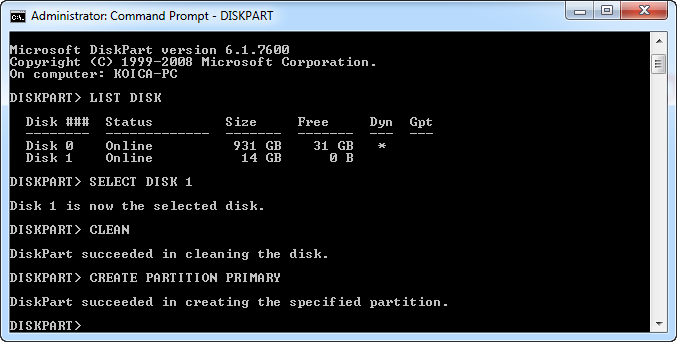 Administrator: Command Prompt - DISKPART
Microsoft DiskPart version 6.1.7600
Copyright (C) 1999-2008 Microsoft Corporation.
On computer: KOICA-PC
DISKPART> LIST DISK
Disk ### Status Size Free Dyn Gpt
-------- ------------- ------- ------- --- ---
Disk 0 Online 931 GB 31 GB *
Disk 1 Online 14 GB 0 B
DISKPART> SELECT DISK 1
Disk 1 is now the selected disk.
DISKPART> CLEAN
DiskPart succeeded in cleaning the disk.
DISKPART> CREATE PARTITION PRIMARY
DiskPart succeeded in creating the specified partition.
DISKPART>